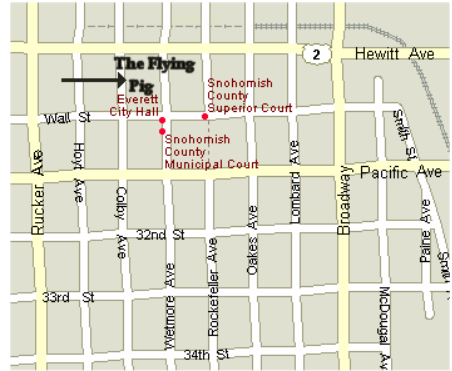 2
Hewitt Ave
The Flying
Pig
Everett
City Hall
Snohomish
County
Superior Court
Wall St
Snohomish
County
Municipal Court
Smith St
Pacific Ave
Rucker Ave
Hoyt Ave
Colby Ave
Lombard Ave
Broadway
32nd St
Oakes Ave
Paine Ave
Smith
Wetmore Ave
Rockefeller Ave
33rd St
McDougal Av
34th St